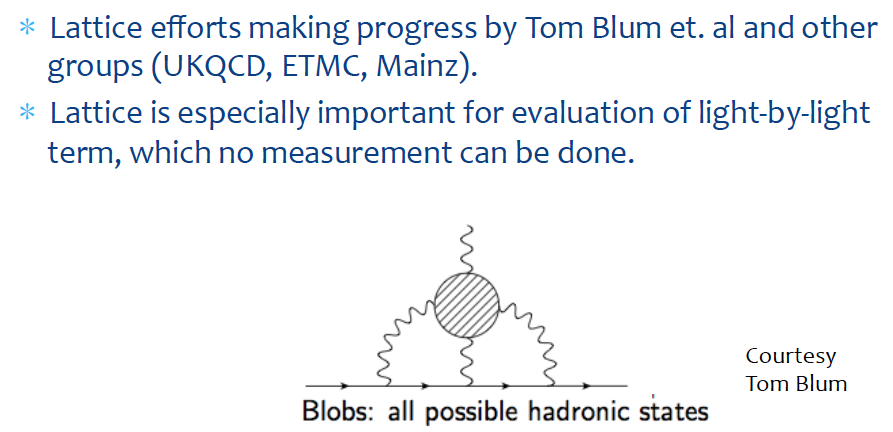 * Lattice efforts making progress by Tom Blum et. al and other
groups (UKQCD, ETMC, Mainz).
* Lattice is especially important for evaluation of light-by-light
term, which no measurement can be done.
Courtesy
Tom Blum
Blobs: all possible hadronic states